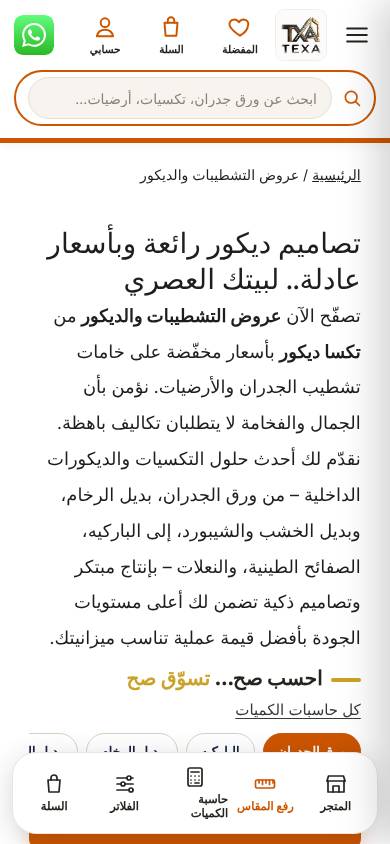 TEXA
المفضلة
السلة
حسابي
ابحث عن ورق جدران، تكسيات، أرضيات...
الرئيسية / عروض التشطيبات والديكور
تصاميم ديكور رائعة وبأسعار
عادلة.. لبيتك العصري
تصفّح الآن عروض التشطيبات والديكور من
تكسا ديكور بأسعار مخفّضة على خامات
تشطيب الجدران والأرضيات. نؤمن بأن
الجمال والفخامة لا يتطلبان تكاليف باهظة.
نقدّم لك أحدث حلول التكسيات والديكورات
الداخلية – من ورق الجدران، بديل الرخام،
وبديل الخشب والشيبورد، إلى الباركيه،
الصفائح الطينية، والنعلات – بإنتاج مبتكر
وتصاميم ذكية تضمن لك أعلى مستويات
الجودة بأفضل قيمة عملية تناسب ميزانيتك.
احسب صح... تسوّق صح
كل حاسبات الكميات
المتجر
رفع المقاس
حاسبة
الكميات
الفلاتر
السلة